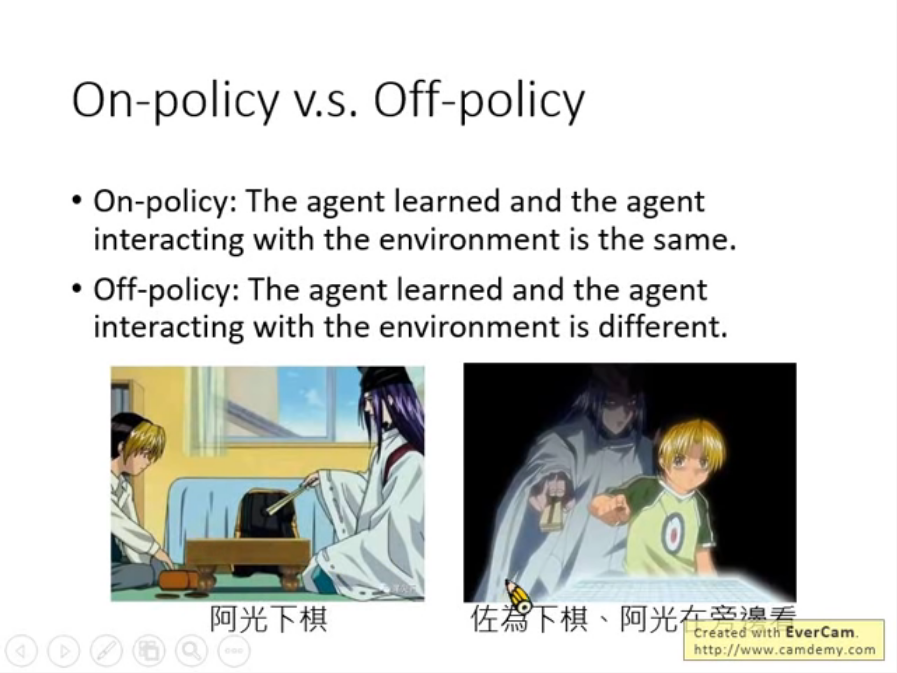 On-policy v.s. Off-policy
• On-policy: The agent learned and the agent
interacting with the environment is the same.
• Off-policy: The agent learned and the agent
interacting with the environment is different.
阿光下棋
佐為下棋、阿光在旁邊看
Created with EverCam.
http://www.camdemy.com